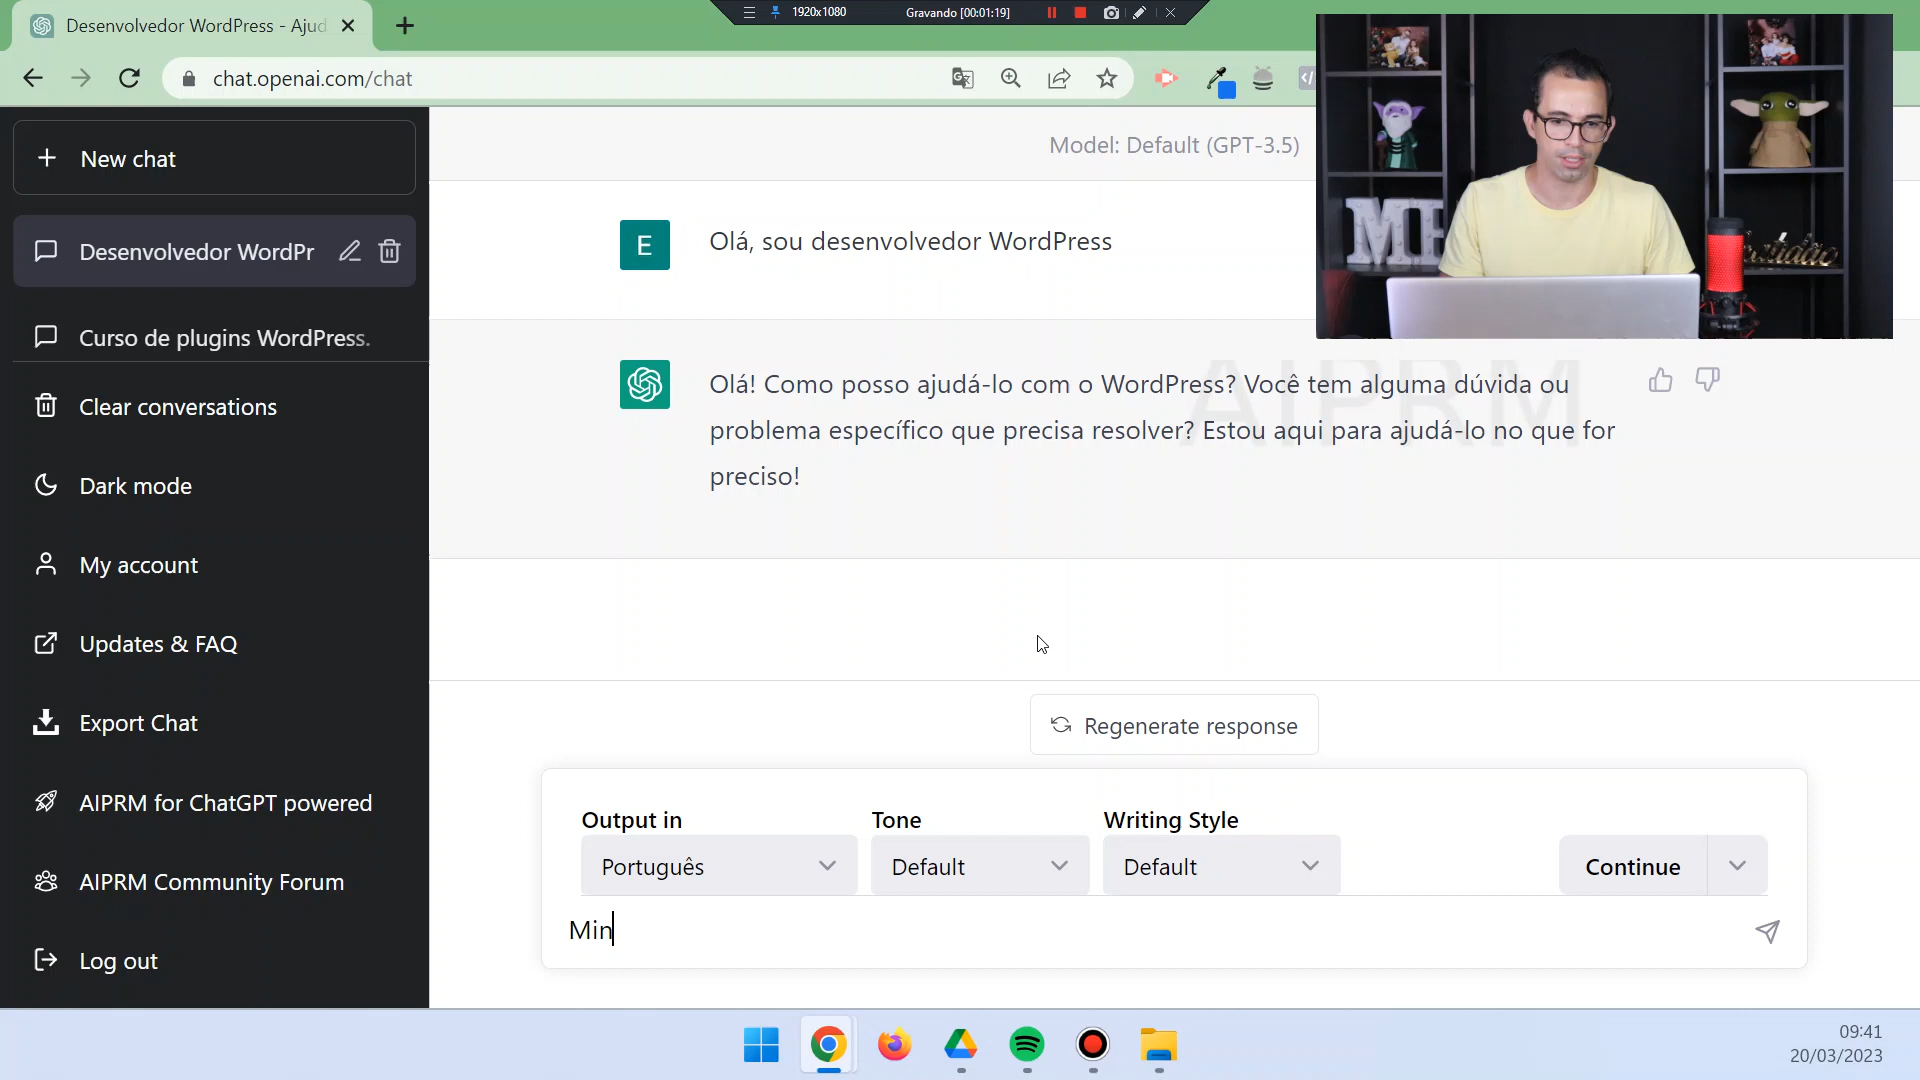 Desenvolvedor WordPress - Ajud
1920x1080
Gravando [00:01:19]
chat.openai.com/chat
New chat
Model: Default (GPT-3.5)
Desenvolvedor WordPr
E
Olá, sou desenvolvedor WordPress
Curso de plugins WordPress.
Olá! Como posso ajudá-lo com o WordPress? Você tem alguma dúvida ou
problema específico que precisa resolver? Estou aqui para ajudá-lo no que for
preciso!
AIPRM
Clear conversations
Dark mode
My account
Updates & FAQ
Export Chat
AIPRM for ChatGPT powered
AIPRM Community Forum
Log out
Regenerate response
Output in
Tone
Writing Style
Português
Default
Default
Continue
Min
09:41
20/03/2023